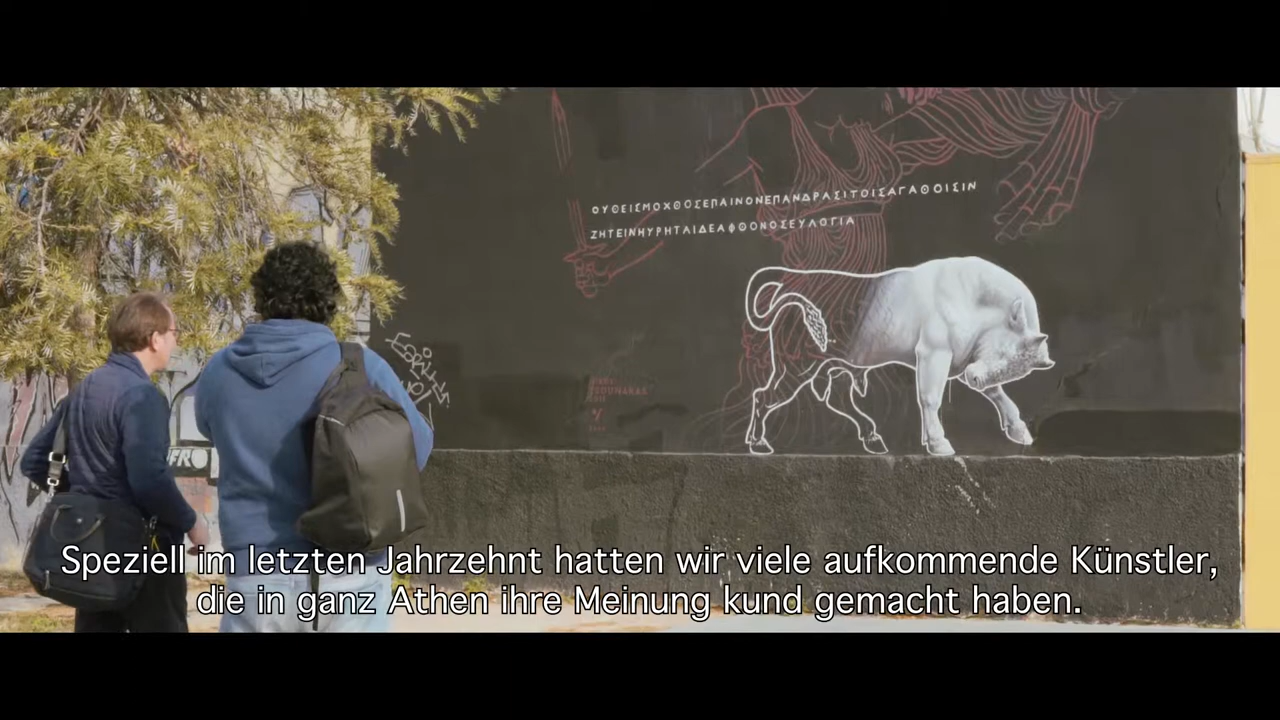 ΟΥΘΕΙΣΜΟΧΘΟΣΕΠΑΙΝΟΝΕΠΑΝΔΡΑΣΙΤΟΙΣΑΓΑΘΟΙΣΙΝ
ΖΗΤΕΙΝΗΥΡΗΤΑΙΔΕΑΦΘΟΝΟΣΕΥΛΟΓΙΑ
FRO
Speziell im letzten Jahrzehnt hatten wir viele aufkommende Künstler,
die in ganz Athen ihre Meinung kund gemacht haben.